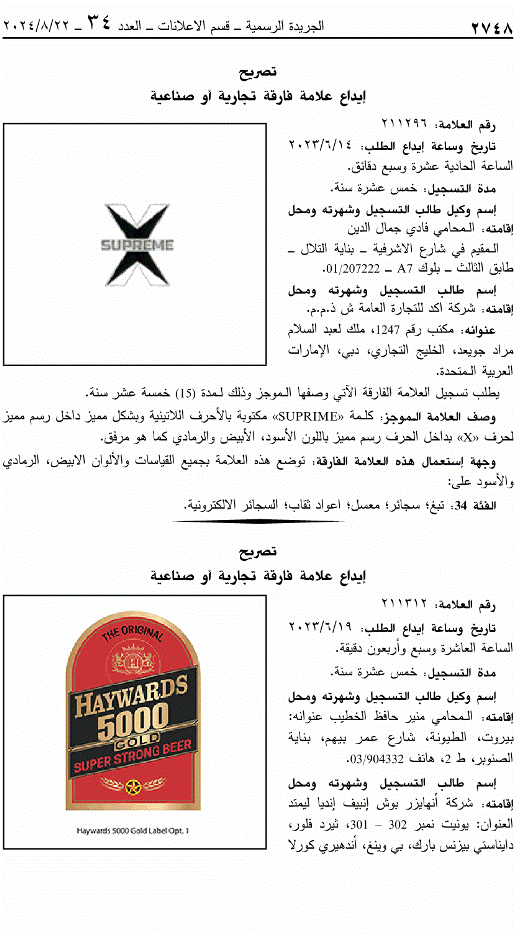 ٢٧٤٨
الجريدة الرسمية ــ قسم الاعلانات ــ العدد ٣٤ ــ ٢٠٢٤/٨/٢٢
تصريح
إيداع علامة فارقة تجارية أو صناعية
رقم العلامة: ٢١١٢٩٦
تاريخ وساعة إيداع الطلب: ٢٠٢٣/٦/١٤
الساعة الحادية عشرة وسبع دقائق.
مدة التسجيل: خمس عشرة سنة.
إسم وكيل طالب التسجيل وشهرته ومحل
إقامته: المحامي فادي جمال الدين
المقيم في شارع الاشرفية ــ بناية التلال ــ
طابق الثالث ــ بلوك A7 ــ 01/207222.
إسم طالب التسجيل وشهرته ومحل
إقامته: شركة اكد للتجارة العامة ش ذ.م.م.
عنوانه: مكتب رقم 1247، ملك لعبد السلام
مراد جويعد، الخليج التجاري، دبي، الإمارات
العربية المتحدة.
SUPREME
يطلب تسجيل العلامة الفارقة الآتي وصفها الموجز وذلك لمدة (15) خمسة عشر سنة.
وصف العلامة الموجز: كلمة «SUPRIME» مكتوبة بالأحرف اللاتينية وبشكل مميز داخل رسم مميز
لحرف «X» بداخل الحرف رسم مميز باللون الأسود، الأبيض والرمادي كما هو مرفق.
وجهة إستعمال هذه العلامة الفارقة: توضع هذه العلامة بجميع القياسات والألوان الابيض، الرمادي
والأسود على:
الفئة 34: تبغ؛ سجائر؛ معسل؛ اعواد ثقاب؛ السجائر الالكترونية.
تصريح
إيداع علامة فارقة تجارية أو صناعية
رقم العلامة: ٢١١٣١٢
تاريخ وساعة إيداع الطلب: ٢٠٢٣/٦/١٩
الساعة العاشرة وسبع وأربعون دقيقة.
مدة التسجيل: خمس عشرة سنة.
إسم وكيل طالب التسجيل وشهرته ومحل
إقامته: المحامي منير حافظ الخطيب عنوانه:
بيروت، الطيونة، شارع عمر بيهم، بناية
الصنوبر، ط 2، هاتف 03/904332.
إسم طالب التسجيل وشهرته ومحل
إقامته: شركة أنهايزر بوش إنبيف إنديا ليمتد
العنوان: يونيت نمبر 302 – 301، ثيرد فلور،
دايناستي بيزنس بارك، بي وينغ، أندهيري كورلا
THE ORIGINAL
HAYWARDS
5000
GOLD
SUPER STRONG BEER
Haywards 5000 Gold Label Opt. 1